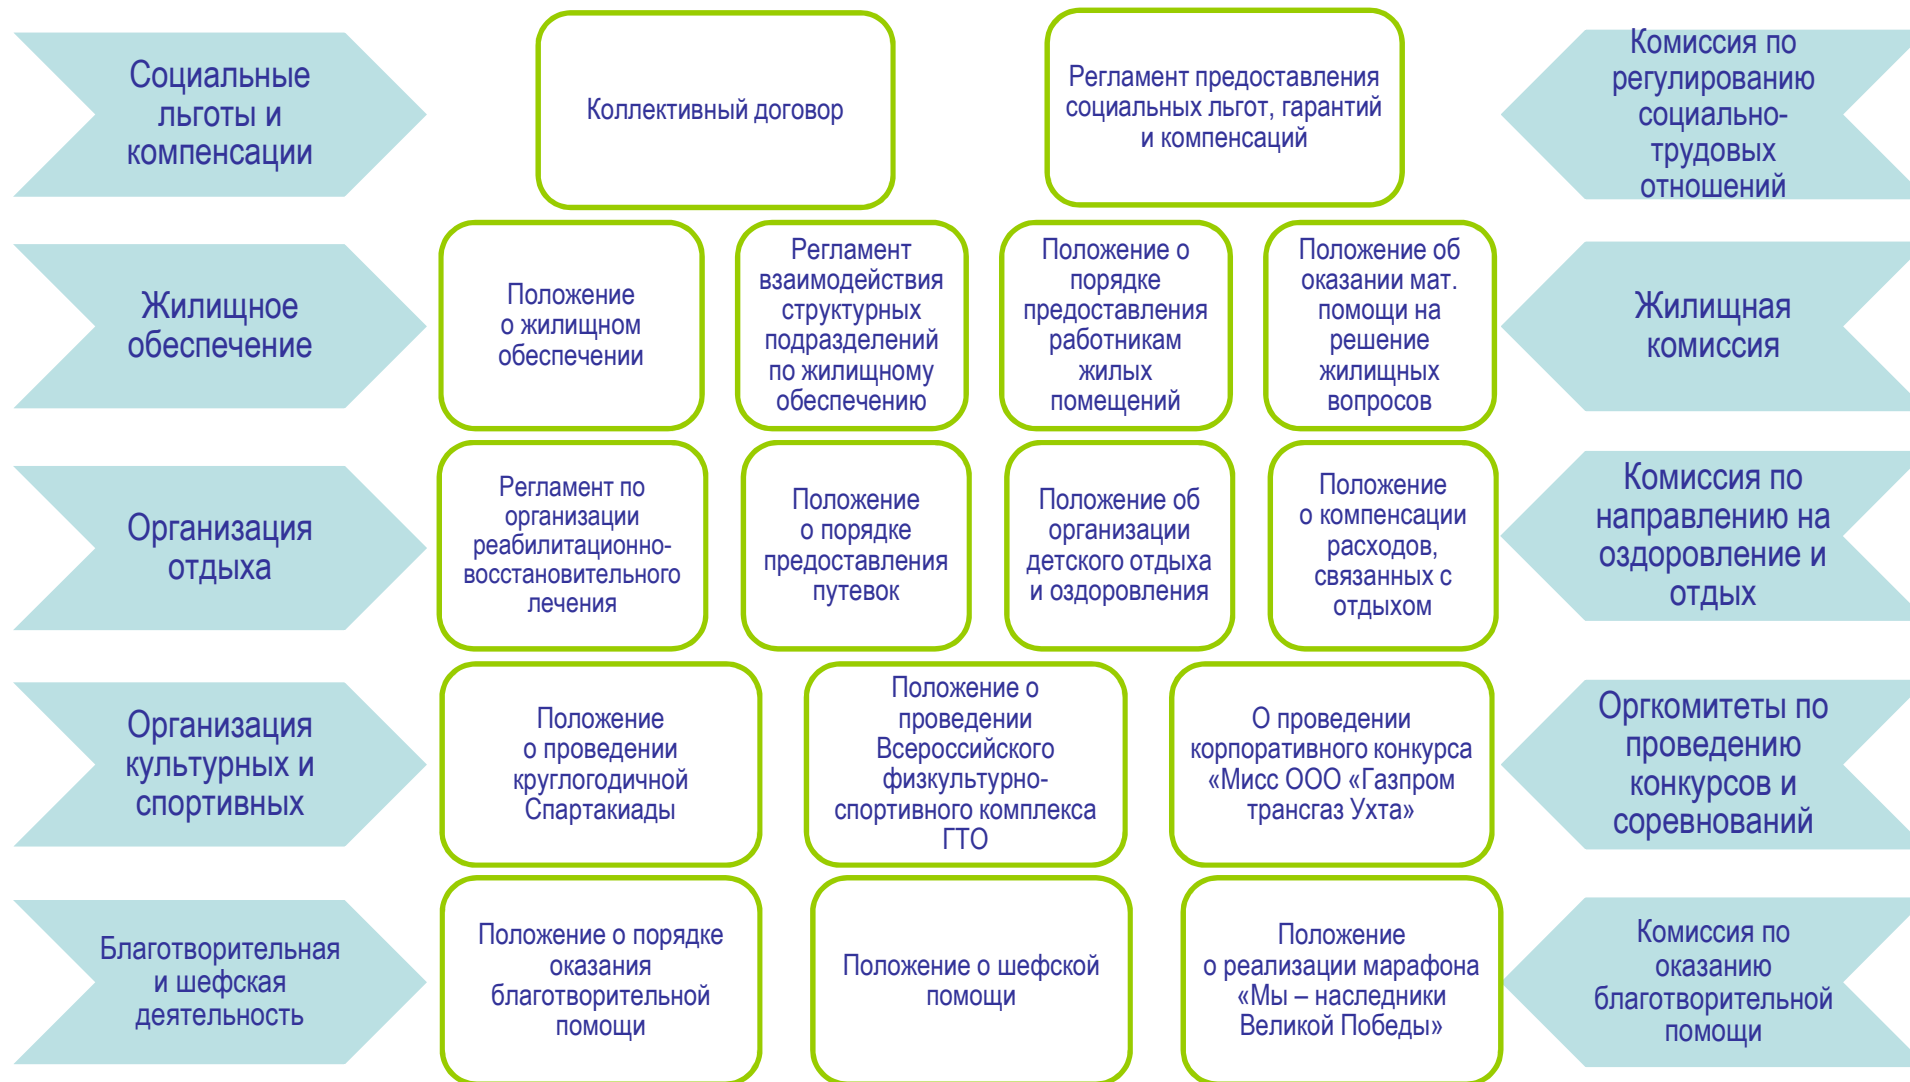 Социальные
льготы и
компенсации
Коллективный договор
Регламент предоставления
социальных льгот, гарантий
и компенсаций
Комиссия по
регулированию
социально-
трудовых
отношений
Жилищное
обеспечение
Положение
о жилищном
обеспечении
Регламент
взаимодействия
структурных
подразделений
по жилищному
обеспечению
Положение о
порядке
предоставления
работникам
жилых
помещений
Положение об
оказании мат.
помощи на
решение
жилищных
вопросов
Жилищная
комиссия
Организация
отдыха
Регламент по
организации
реабилитационно-
восстановительного
лечения
Положение
о порядке
предоставления
путевок
Положение об
организации
детского отдыха
и оздоровления
Положение
о компенсации
расходов,
связанных с
отдыхом
Комиссия по
направлению на
оздоровление и
отдых
Организация
культурных и
спортивных
Положение
о проведении
круглогодичной
Спартакиады
Положение о
проведении
Всероссийского
физкультурно-
спортивного комплекса
ГТО
О проведении
корпоративного конкурса
«Мисс ООО «Газпром
трансгаз Ухта»
Оргкомитеты по
проведению
конкурсов и
соревнований
Благотворительная
и шефская
деятельность
Положение о порядке
оказания
благотворительной
помощи
Положение о шефской
помощи
Положение
о реализации марафона
«Мы – наследники
Великой Победы»
Комиссия по
оказанию
благотворительной
помощи